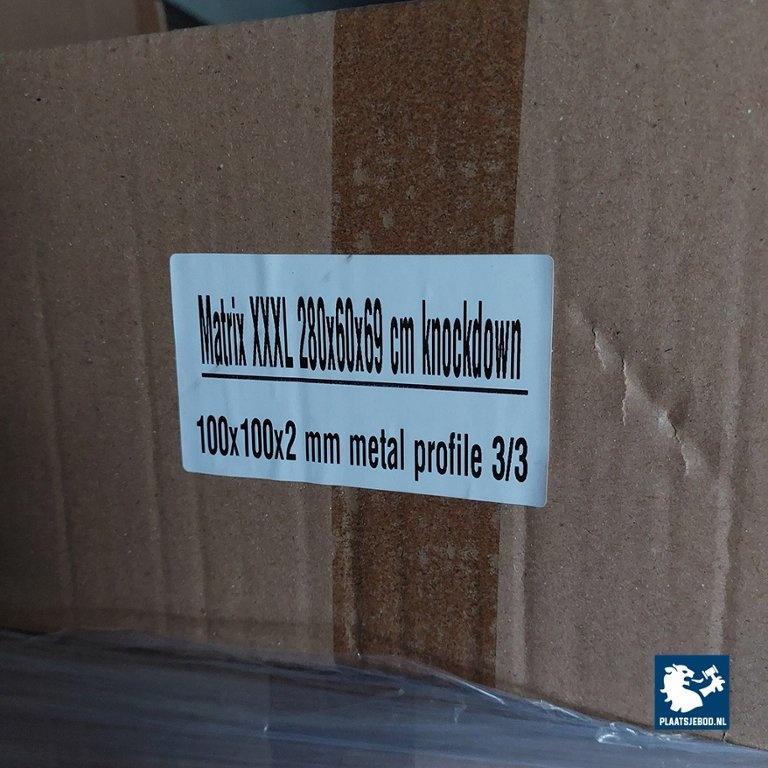 Matrix XXXL 280x60x69 cm knockdown
100x100x2 mm metal profile 3/3
PLAATSJEBOD.NL